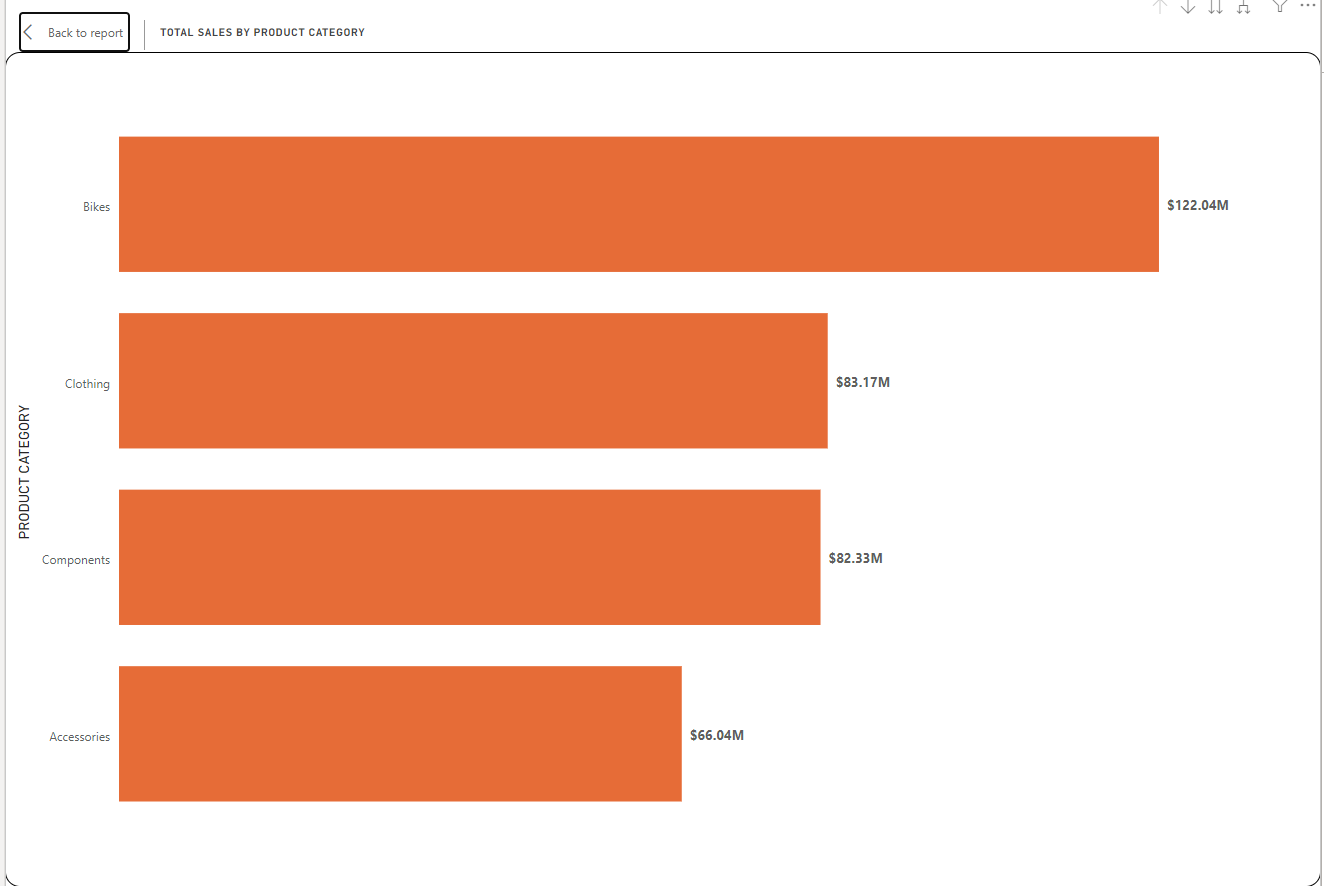 Back to report
TOTAL SALES BY PRODUCT CATEGORY
PRODUCT CATEGORY
Bikes
$122.04M
Clothing
$83.17M
Components
$82.33M
Accessories
$66.04M